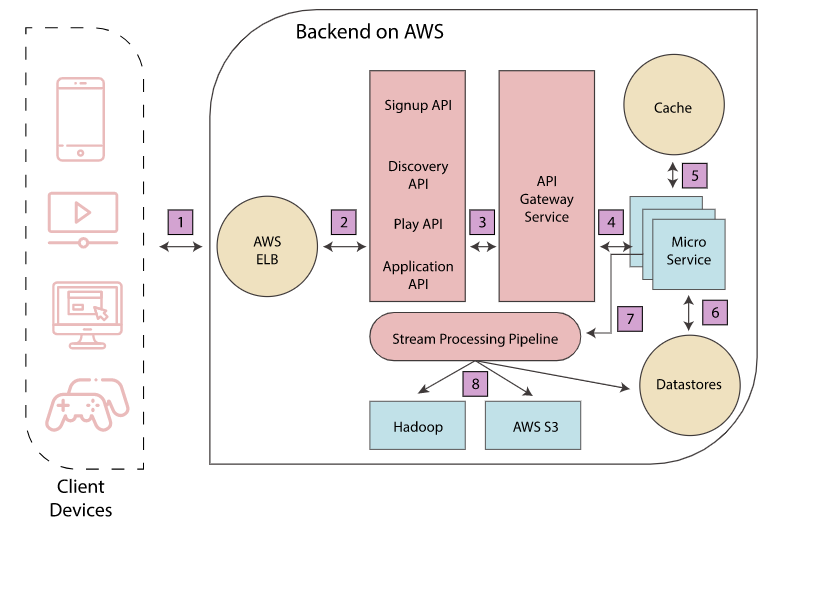 Backend on AWS
Client
Devices
1
AWS
ELB
2
Signup API
Discovery
API
Play API
Application
API
3
API
Gateway
Service
4
Cache
5
Micro
Service
6
7
Stream Processing Pipeline
8
Hadoop
AWS S3
Datastores